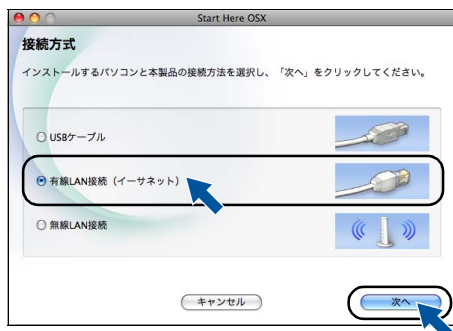 Start Here OSX
接続方式
インストールするパソコンと本製品の接続方法を選択し、「次へ」をクリックしてください。
USBケーブル
有線LAN接続（イーサネット）
無線LAN接続
キャンセル
次へ